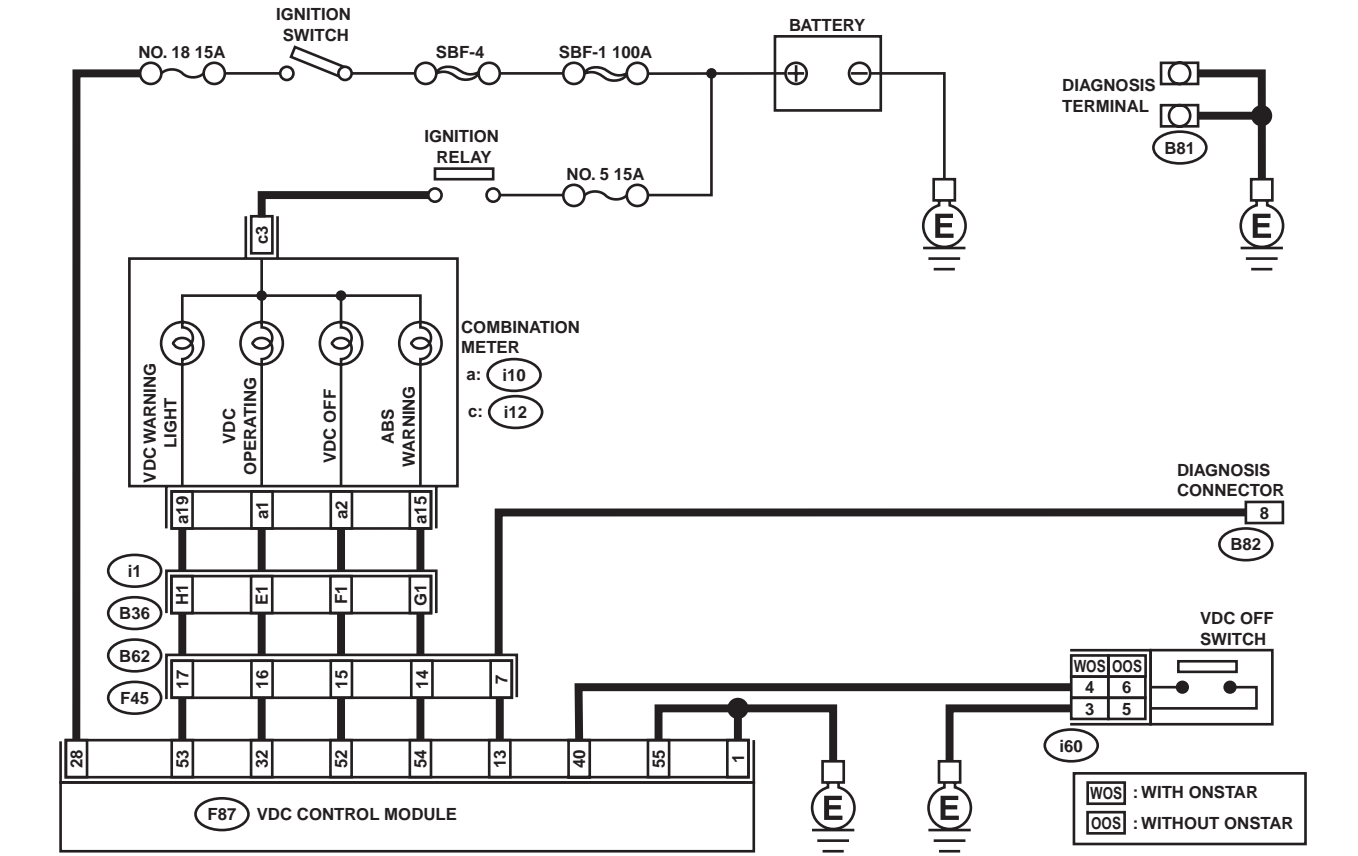 IGNITION
SWITCH
NO. 18 15A
SBF-4
SBF-1 100A
BATTERY
DIAGNOSIS
TERMINAL
B81
IGNITION
RELAY
NO. 5 15A
E
E
c3
COMBINATION
METER
a: i10
c: i12
VDC WARNING
LIGHT
VDC
OPERATING
VDC OFF
ABS
WARNING
a19
a1
a2
a15
DIAGNOSIS
CONNECTOR
8
B82
i1
H1
E1
F1
G1
B36
B62
17
16
15
14
7
F45
VDC OFF
SWITCH
WOS OOS
4 6
3 5
i60
28
53
32
52
54
13
40
55
1
F87 VDC CONTROL MODULE
E
E
WOS : WITH ONSTAR
OOS : WITHOUT ONSTAR